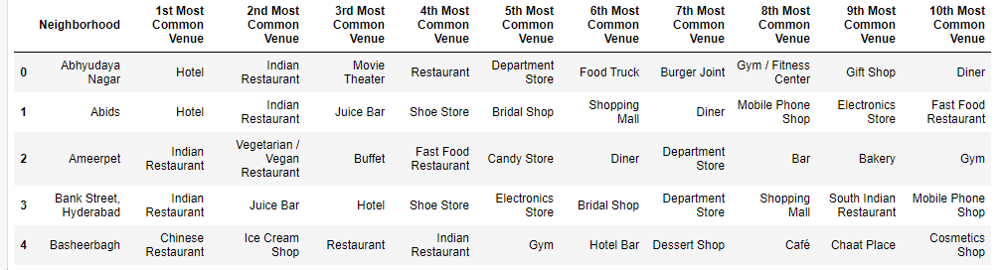 Neighborhood 1st Most Common Venue 2nd Most Common Venue 3rd Most Common Venue 4th Most Common Venue 5th Most Common Venue 6th Most Common Venue 7th Most Common Venue 8th Most Common Venue 9th Most Common Venue 10th Most Common Venue
0 Abhyudaya Nagar Hotel Indian Restaurant Movie Theater Restaurant Department Store Food Truck Burger Joint Gym / Fitness Center Gift Shop Diner
1 Abids Hotel Indian Restaurant Juice Bar Shoe Store Bridal Shop Shopping Mall Diner Mobile Phone Shop Electronics Store Fast Food Restaurant
2 Ameerpet Indian Restaurant Vegetarian / Vegan Restaurant Buffet Fast Food Restaurant Candy Store Diner Department Store Bar Bakery Gym
3 Bank Street, Hyderabad Indian Restaurant Juice Bar Hotel Shoe Store Electronics Store Bridal Shop Department Store Shopping Mall South Indian Restaurant Mobile Phone Shop
4 Basheerbagh Chinese Restaurant Ice Cream Shop Restaurant Indian Restaurant Gym Hotel Bar Dessert Shop Café Chaat Place Cosmetics Shop